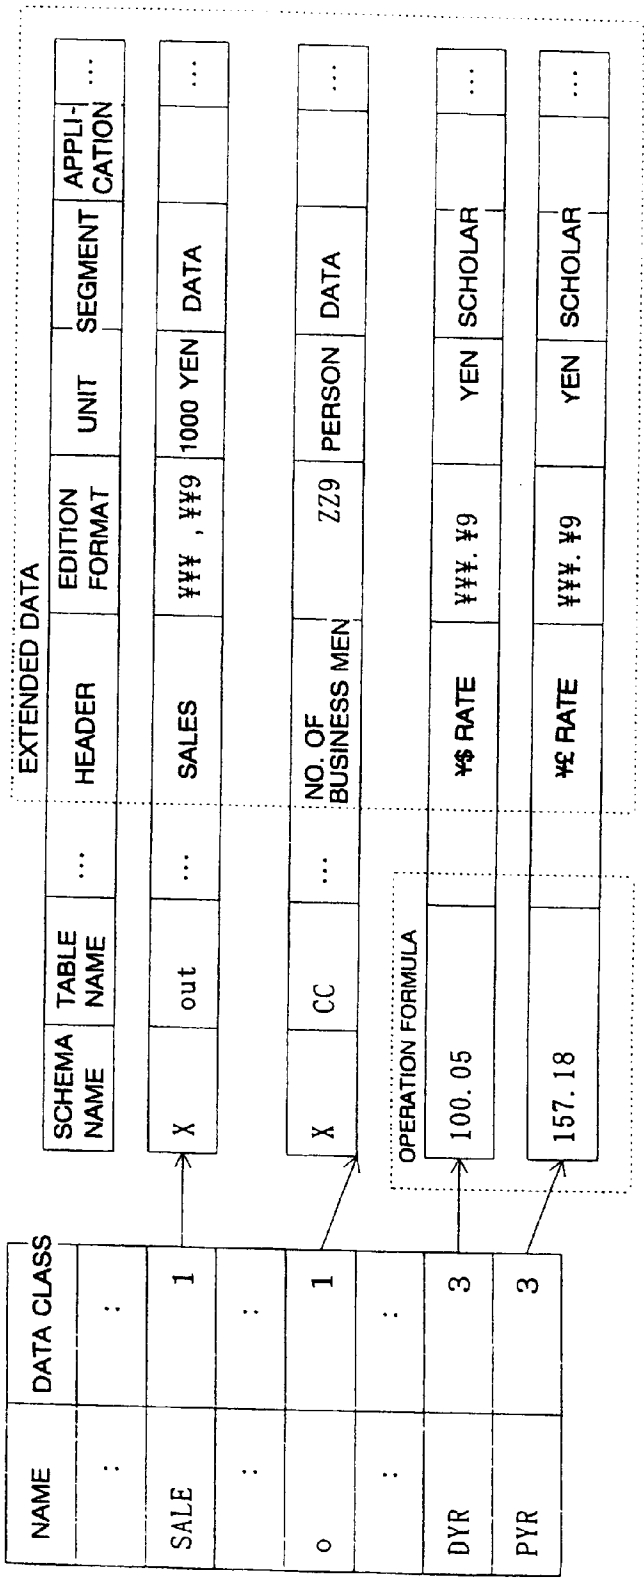 NAME DATA CLASS
: :
SALE 1
: :
o 1
: :
DYR 3
PYR 3
EXTENDED DATA
SCHEMA NAME TABLE NAME ... HEADER EDITION FORMAT UNIT SEGMENT APPLI-CATION ...
X out ... SALES ¥¥¥ , ¥¥9 1000 YEN DATA ...
X CC ... NO. OF BUSINESS MEN ZZ9 PERSON DATA ...
OPERATION FORMULA
100.05 ¥$ RATE ¥¥¥.¥9 YEN SCHOLAR ...
157.18 ¥£ RATE ¥¥¥.¥9 YEN SCHOLAR ...